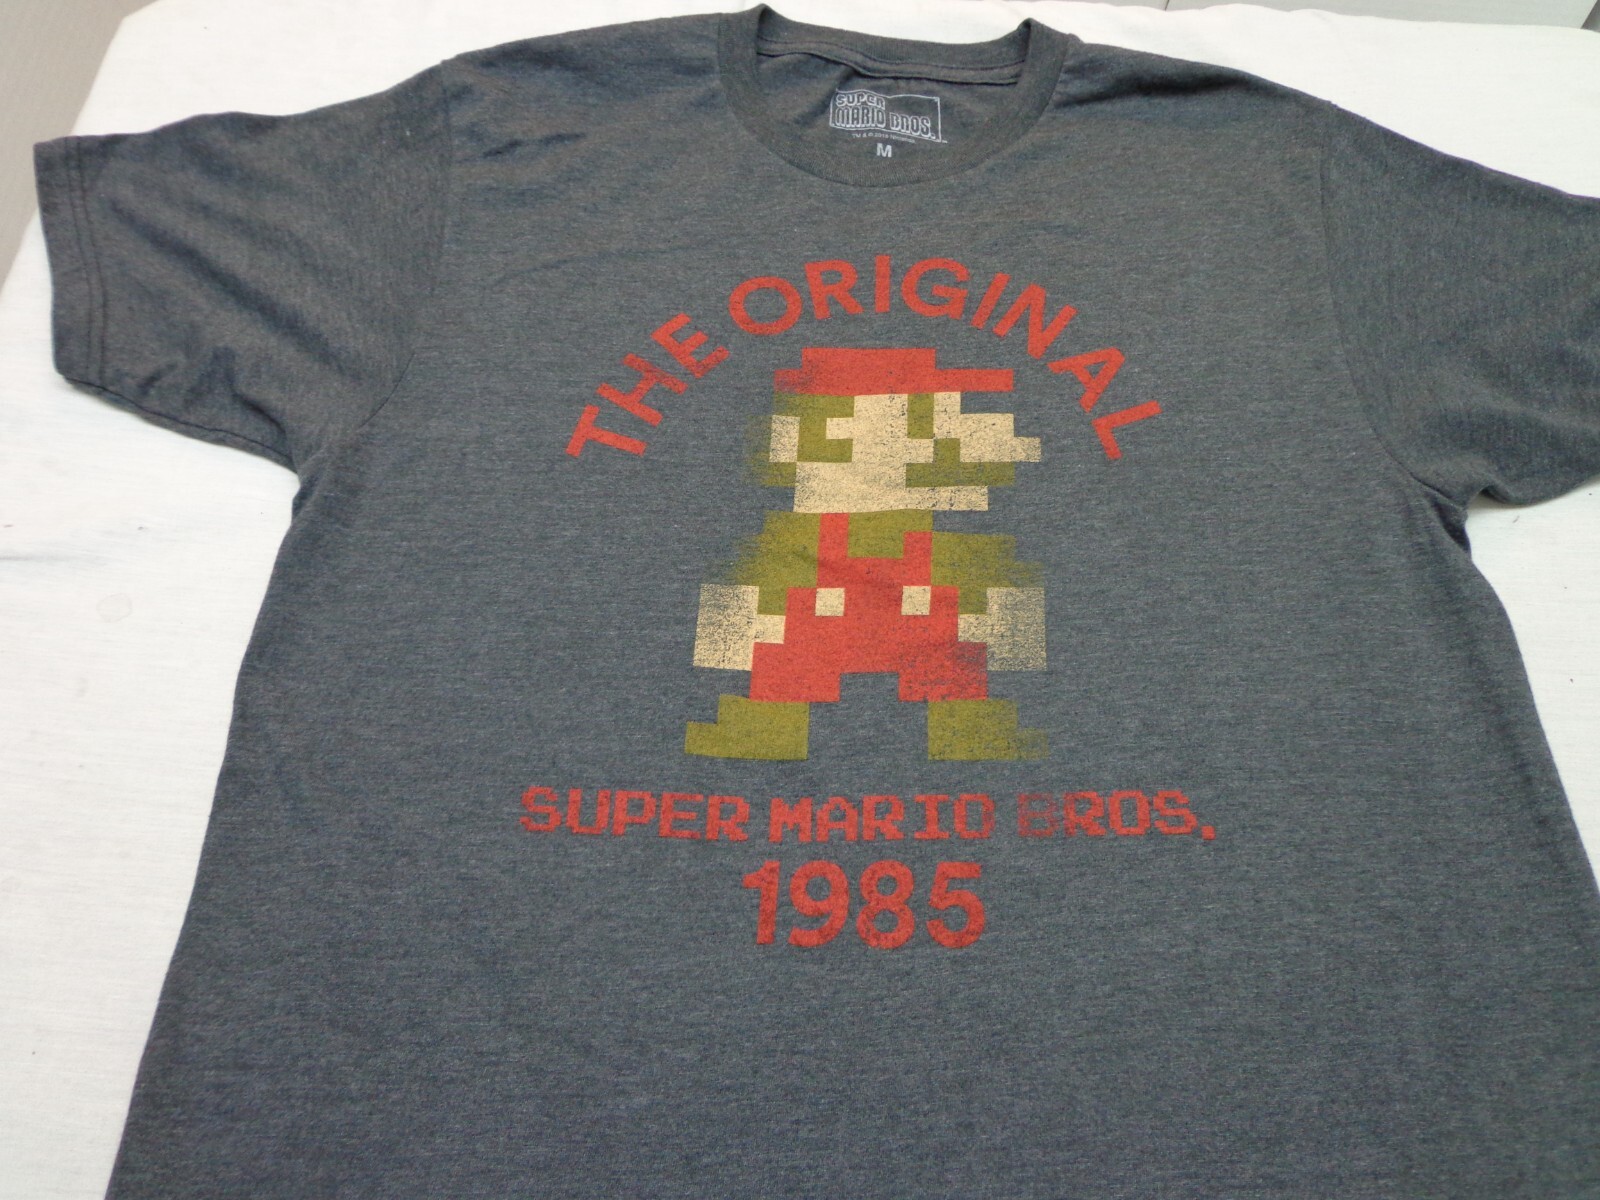 SUPER
MARIO BROS.
M
THE ORIGINAL
SUPER MARIO BROS.
1985